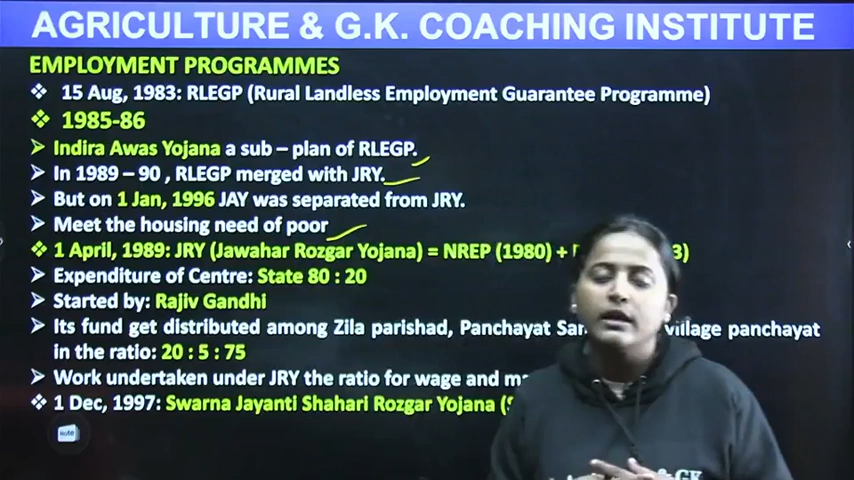 AGRICULTURE & G.K. COACHING INSTITUTE
EMPLOYMENT PROGRAMMES
❖ 15 Aug, 1983: RLEGP (Rural Landless Employment Guarantee Programme)
❖ 1985-86
➢ Indira Awas Yojana a sub – plan of RLEGP.
➢ In 1989 – 90 , RLEGP merged with JRY.
➢ But on 1 Jan, 1996 JAY was separated from JRY.
➢ Meet the housing need of poor
❖ 1 April, 1989: JRY (Jawahar Rozgar Yojana) = NREP (1980) + 3)
➢ Expenditure of Centre: State 80 : 20
➢ Started by: Rajiv Gandhi
➢ Its fund get distributed among Zila parishad, Panchayat village panchayat
in the ratio: 20 : 5 : 75
➢ Work undertaken under JRY the ratio for wage and
❖ 1 Dec, 1997: Swarna Jayanti Shahari Rozgar Yojana (